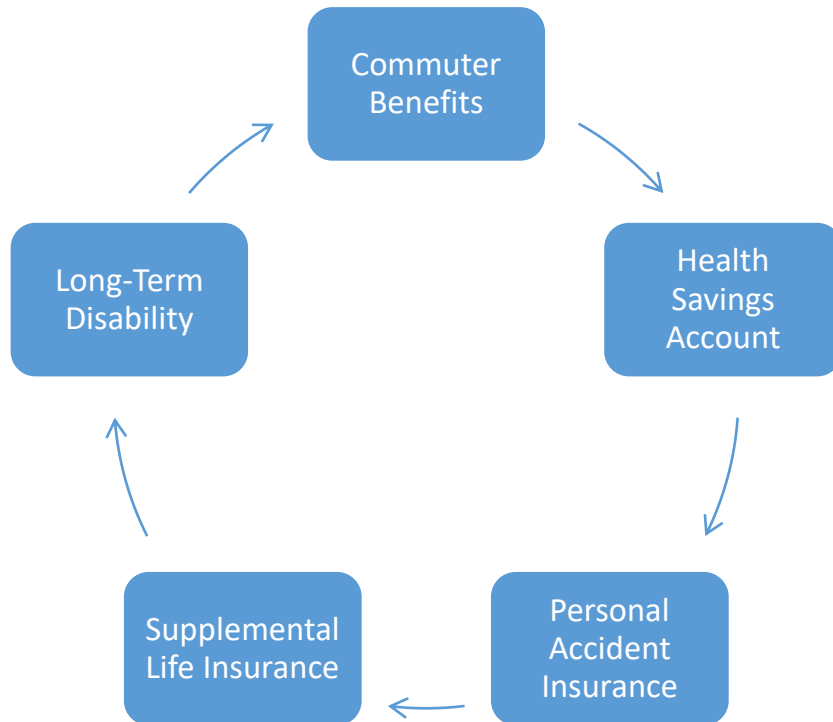 Commuter
Benefits
Health
Savings
Account
Personal
Accident
Insurance
Supplemental
Life Insurance
Long-Term
Disability